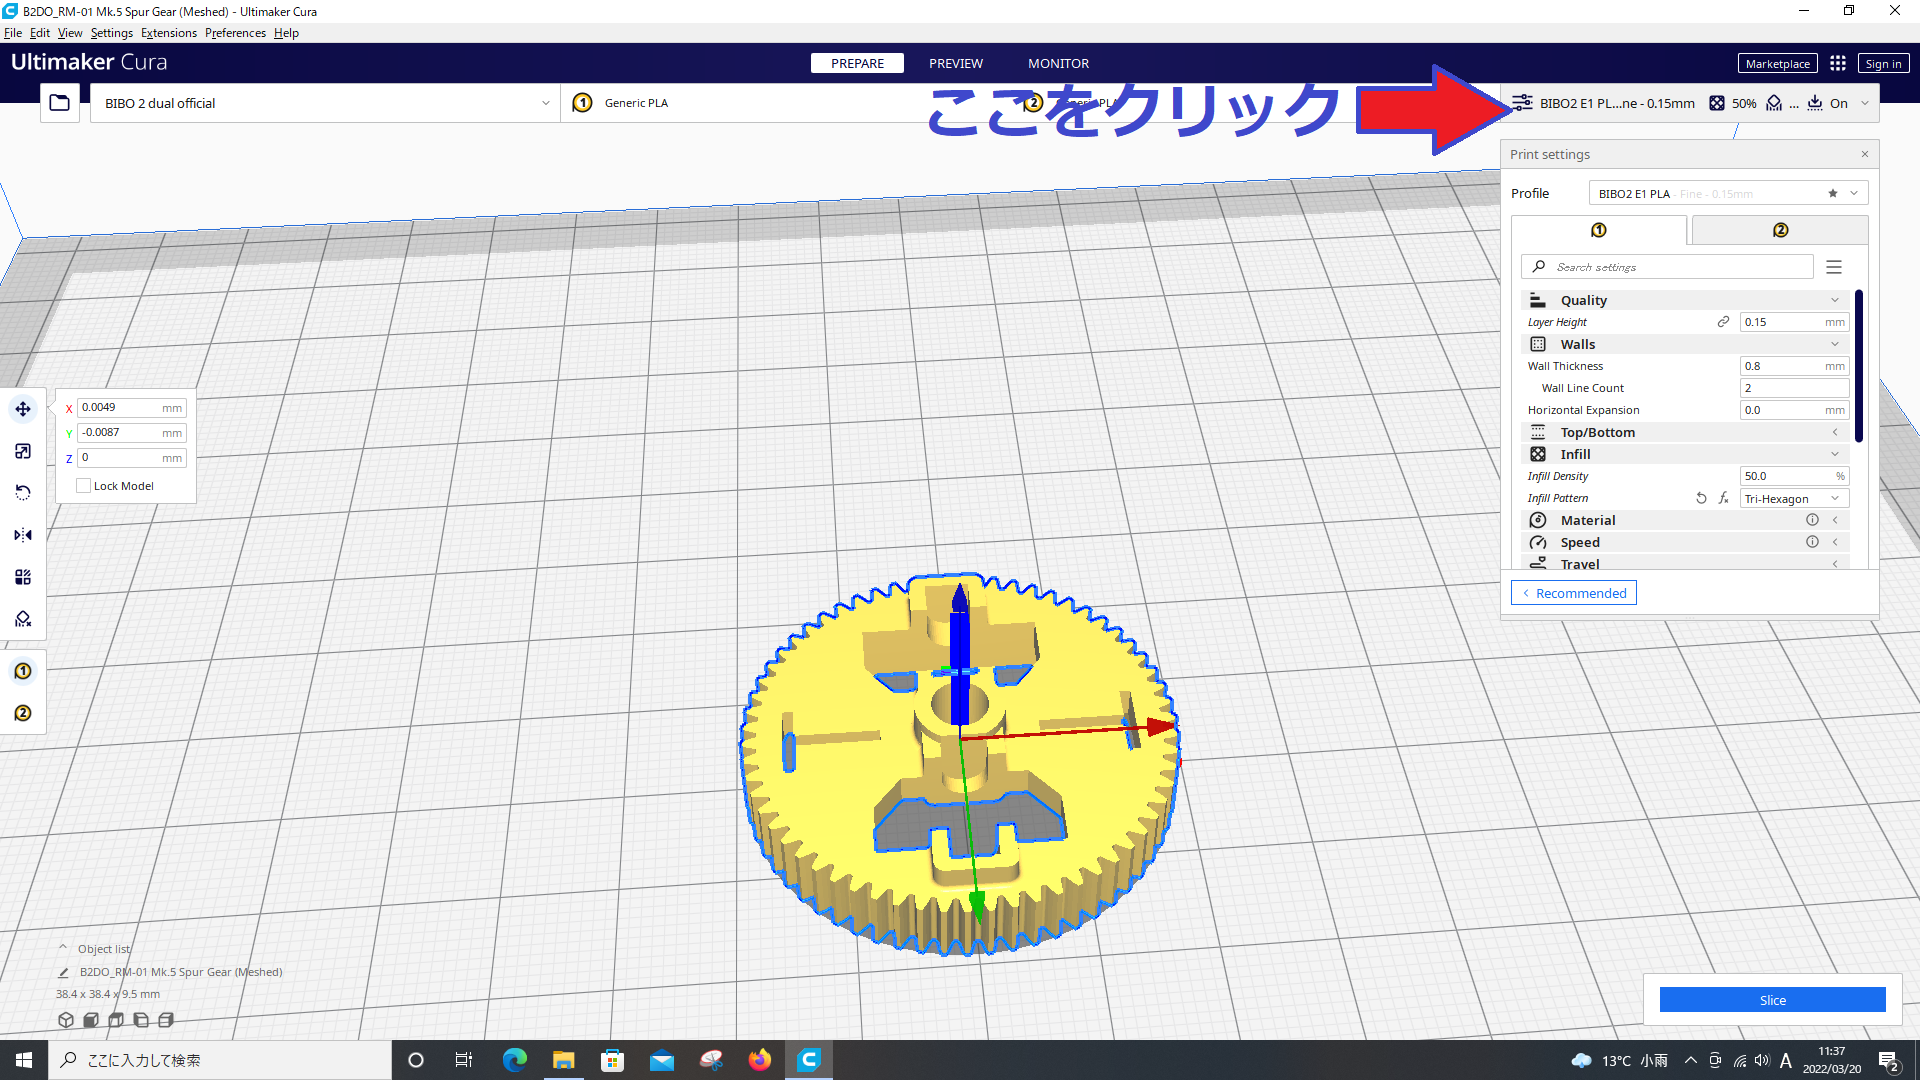 B2DO_RM-01 Mk.5 Spur Gear (Meshed) - Ultimaker Cura
File Edit View Settings Extensions Preferences Help
Ultimaker Cura
PREPARE PREVIEW MONITOR
Marketplace Sign in
BIBO 2 dual official
1 Generic PLA
2
ここをクリック
BIBO2 E1 PL...ne - 0.15mm 50% ... On
Print settings
Profile BIBO2 E1 PLA - Fine - 0.15mm
1 2
Search settings
Quality
Layer Height 0.15 mm
Walls
Wall Thickness 0.8 mm
Wall Line Count 2
Horizontal Expansion 0.0 mm
Top/Bottom
Infill
Infill Density 50.0 %
Infill Pattern Tri-Hexagon
Material
Speed
Travel
Recommended
X 0.0049 mm
Y -0.0087 mm
Z 0 mm
Lock Model
1
2
Object list
B2DO_RM-01 Mk.5 Spur Gear (Meshed)
38.4 x 38.4 x 9.5 mm
Slice
ここに入力して検索
13°C 小雨 A
11:37
2022/03/20
2